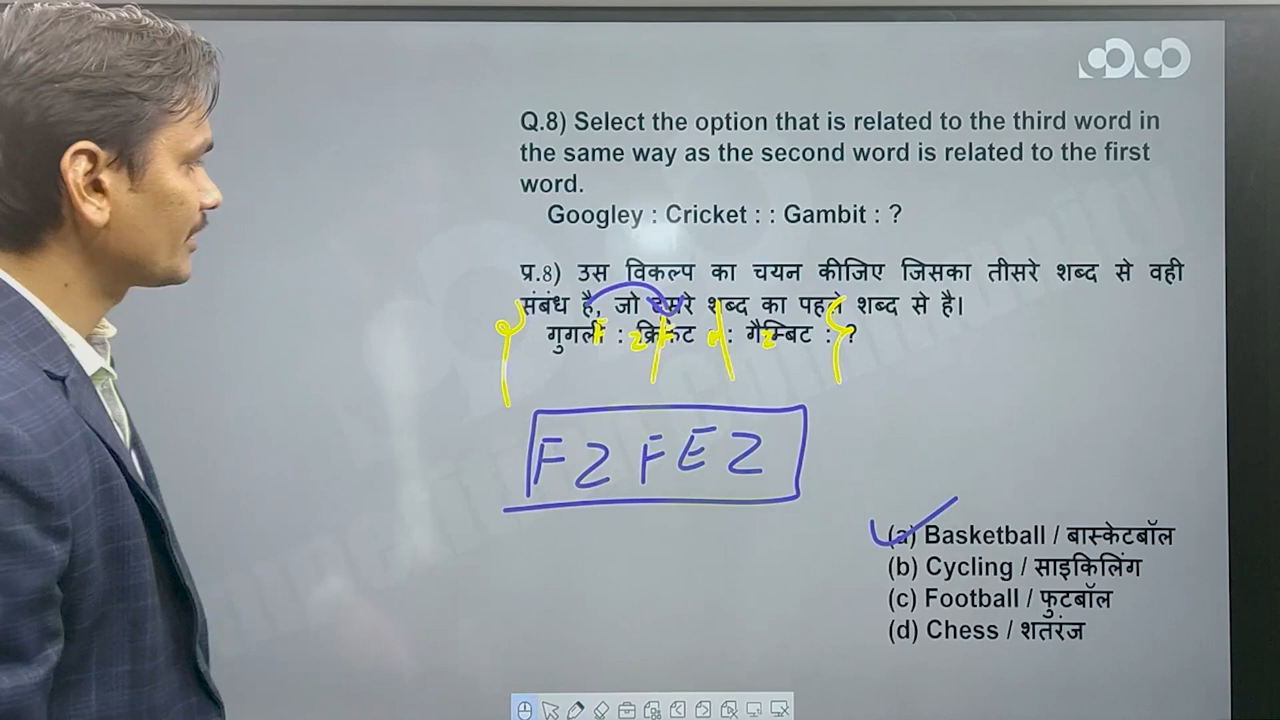 Q.8) Select the option that is related to the third word in
the same way as the second word is related to the first
word.
Googley : Cricket : : Gambit : ?
प्र.8) उस विकल्प का चयन कीजिए जिसका तीसरे शब्द से वही
संबंध है, जो दूसरे शब्द का पहले शब्द से है।
गुगली : क्रिकेट : : गैम्बिट : ?
FZFEZ
(a) Basketball / बास्केटबॉल
(b) Cycling / साइकिलिंग
(c) Football / फुटबॉल
(d) Chess / शतरंज